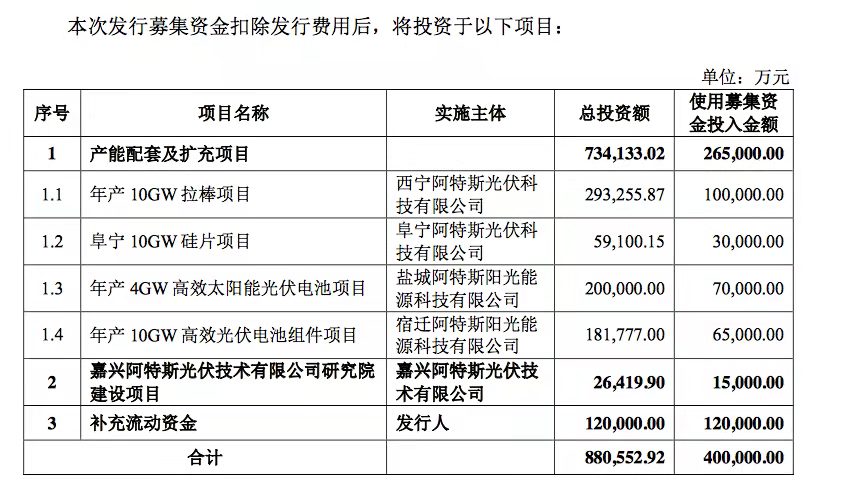 本次发行募集资金扣除发行费用后，将投资于以下项目：
单位：万元
序号 项目名称 实施主体 总投资额 使用募集资
金投入金额
1 产能配套及扩充项目 734,133.02 265,000.00
1.1 年产 10GW 拉棒项目 西宁阿特斯光伏科 293,255.87 100,000.00
技有限公司
1.2 阜宁 10GW 硅片项目 阜宁阿特斯光伏科 59,100.15 30,000.00
技有限公司
1.3 年产 4GW 高效太阳能光伏电池项目 盐城阿特斯阳光能 200,000.00 70,000.00
源科技有限公司
1.4 年产 10GW 高效光伏电池组件项目 宿迁阿特斯阳光能 181,777.00 65,000.00
源科技有限公司
2 嘉兴阿特斯光伏技术有限公司研究院 嘉兴阿特斯光伏技 26,419.90 15,000.00
建设项目 术有限公司
3 补充流动资金 发行人 120,000.00 120,000.00
合计 880,552.92 400,000.00